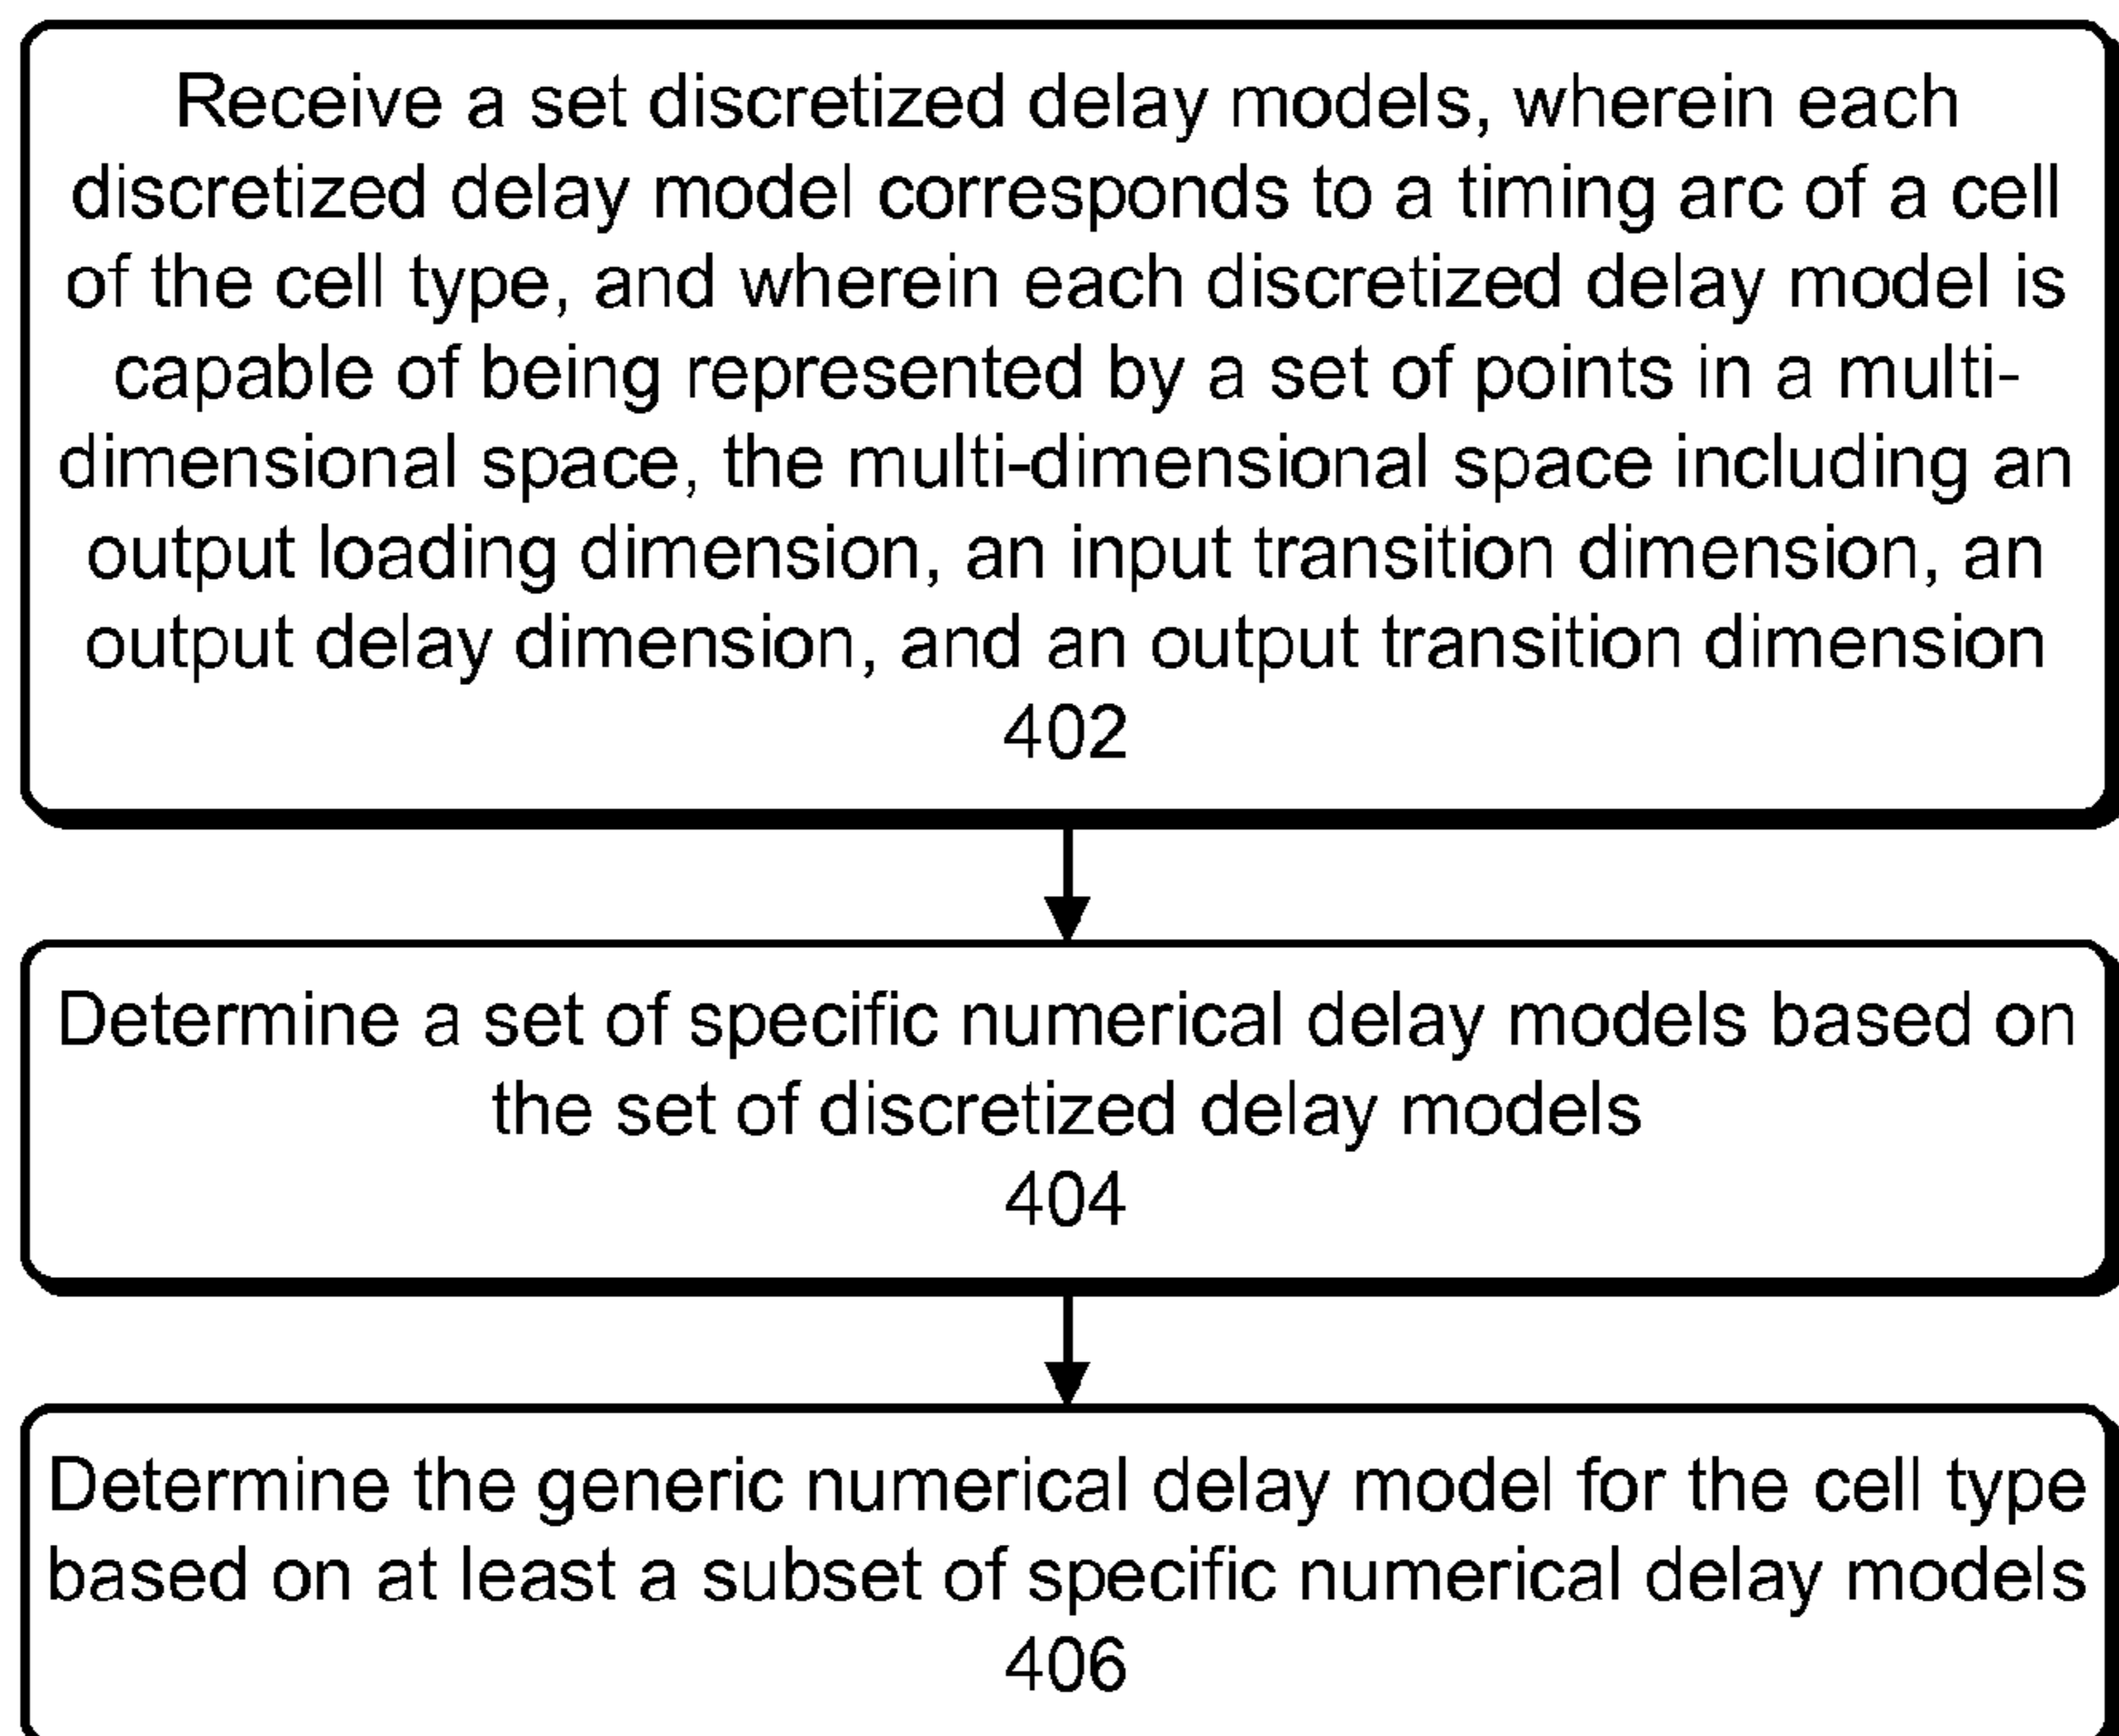 Receive a set discretized delay models, wherein each
discretized delay model corresponds to a timing arc of a cell
of the cell type, and wherein each discretized delay model is
capable of being represented by a set of points in a multi-
dimensional space, the multi-dimensional space including an
output loading dimension, an input transition dimension, an
output delay dimension, and an output transition dimension
402
Determine a set of specific numerical delay models based on
the set of discretized delay models
404
Determine the generic numerical delay model for the cell type
based on at least a subset of specific numerical delay models
406